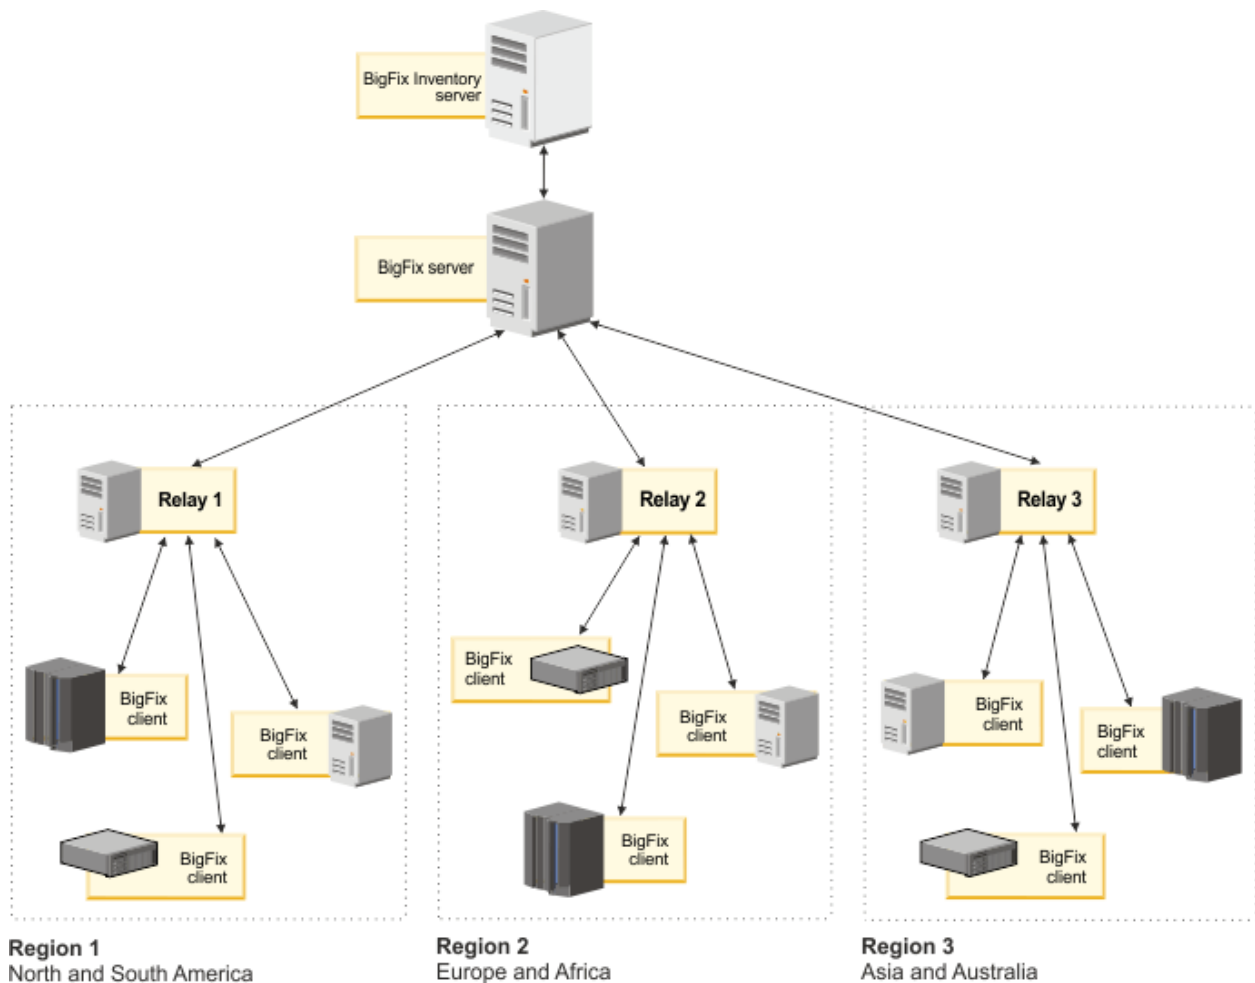 BigFix Inventory
server
BigFix server
Relay 1
Relay 2
Relay 3
BigFix
client
BigFix
client
BigFix
client
BigFix
client
BigFix
client
BigFix
client
BigFix
client
BigFix
client
BigFix
client
Region 1
North and South America
Region 2
Europe and Africa
Region 3
Asia and Australia